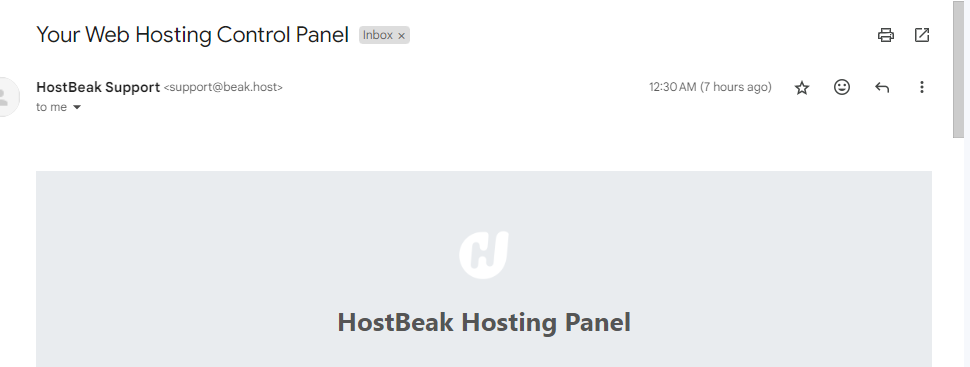 Your Web Hosting Control Panel Inbox ×
HostBeak Support <support@beak.host> 12:30 AM (7 hours ago)
to me
HostBeak Hosting Panel